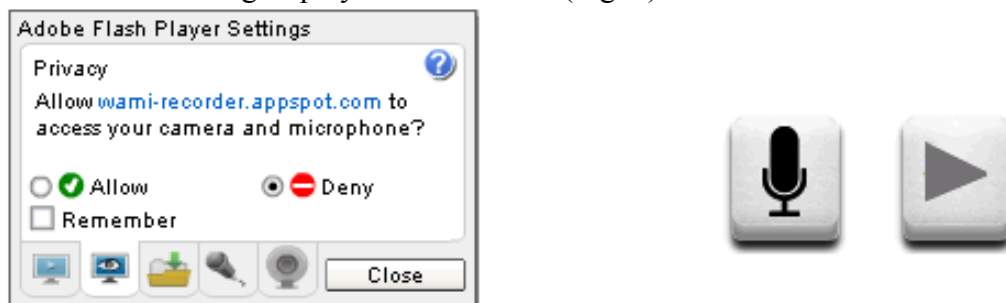 Adobe Flash Player Settings
Privacy
Allow wami-recorder.appspot.com to
access your camera and microphone?
Allow Deny
Remember
Close